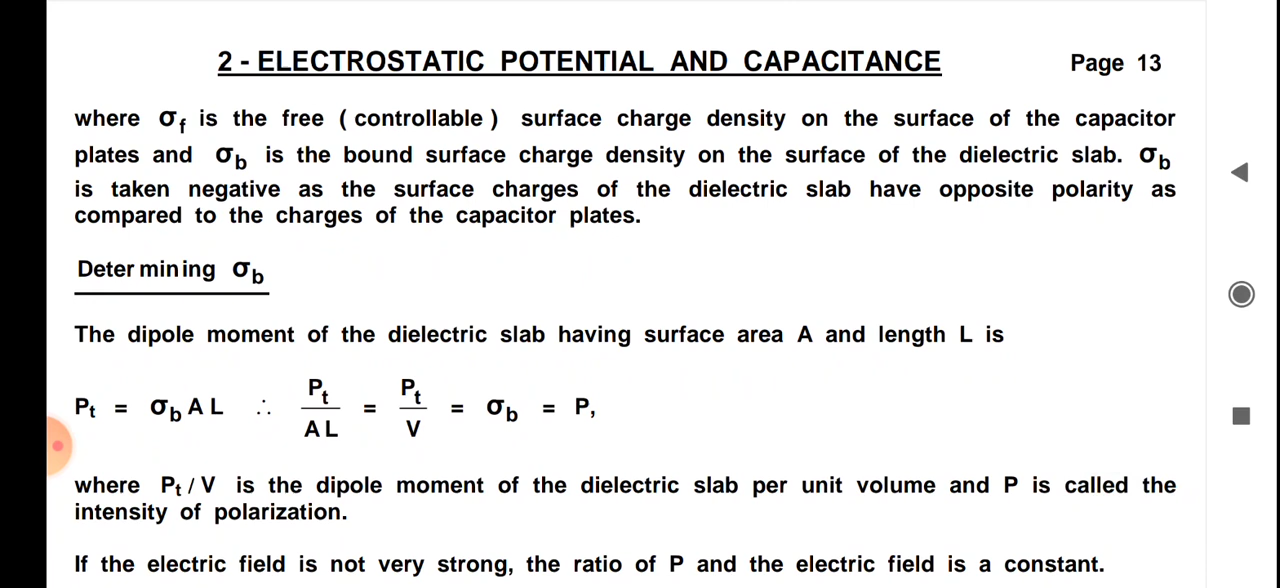 2 - ELECTROSTATIC POTENTIAL AND CAPACITANCE Page 13
where σf is the free ( controllable ) surface charge density on the surface of the capacitor
plates and σb is the bound surface charge density on the surface of the dielectric slab. σb
is taken negative as the surface charges of the dielectric slab have opposite polarity as
compared to the charges of the capacitor plates.
Determining σb
The dipole moment of the dielectric slab having surface area A and length L is
Pt = σb A L ∴ Pt / A L = Pt / V = σb = P,
where Pt / V is the dipole moment of the dielectric slab per unit volume and P is called the
intensity of polarization.
If the electric field is not very strong, the ratio of P and the electric field is a constant.